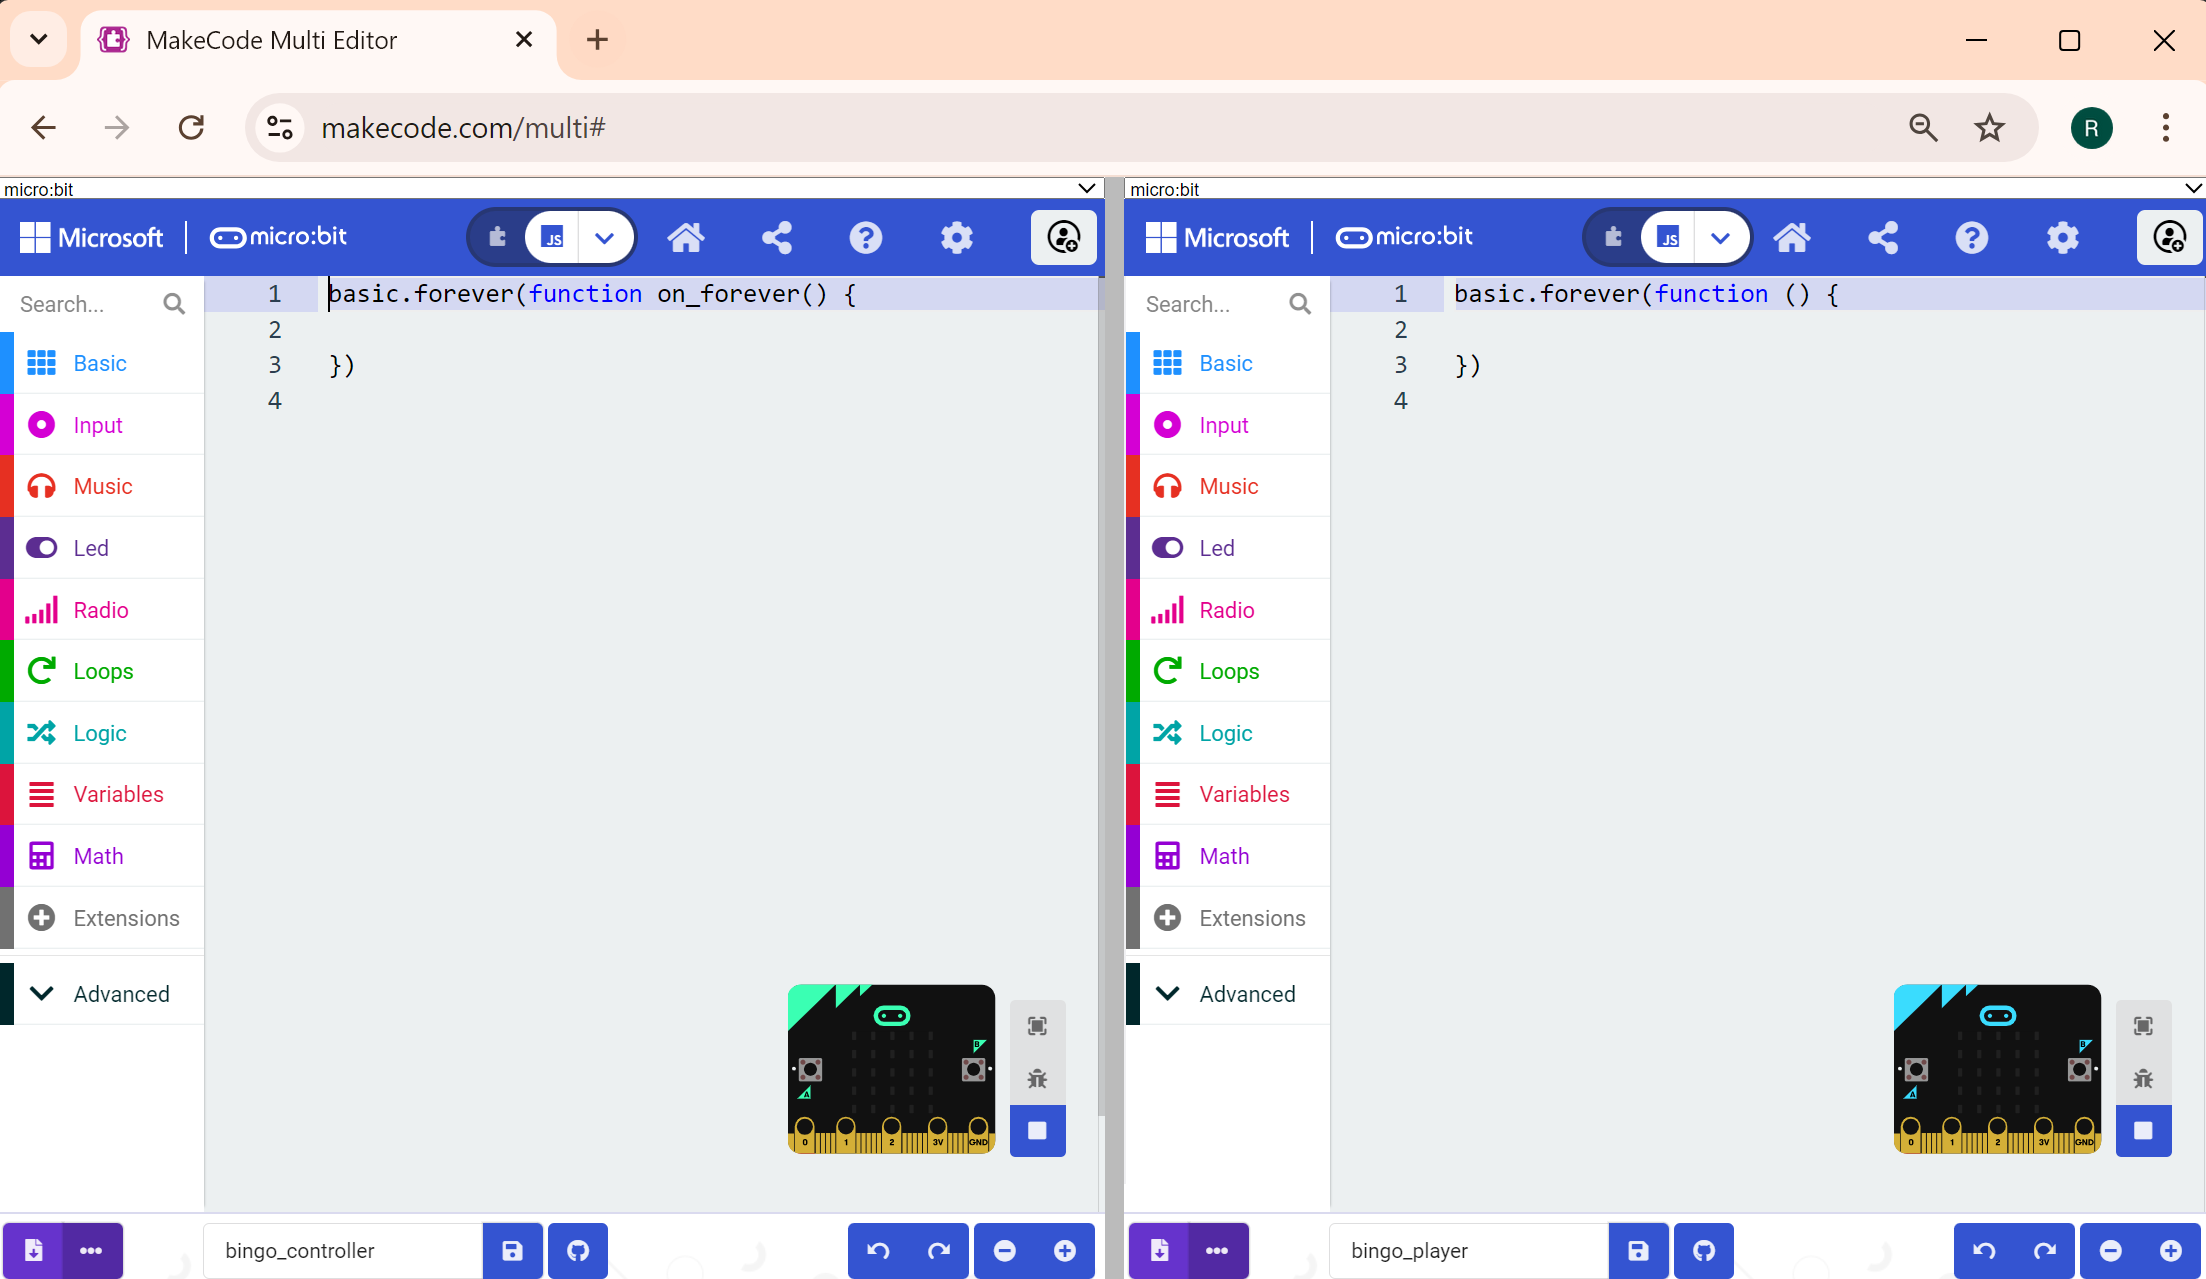 MakeCode Multi Editor
makecode.com/multi#
R
micro:bit
Microsoft
micro:bit
JS
Search...
Basic
Input
Music
Led
Radio
Loops
Logic
Variables
Math
Extensions
Advanced
1 basic.forever(function on_forever() {
2
3 })
4
B
A
0 1 2 3V GND
bingo_controller
micro:bit
Microsoft
micro:bit
JS
Search...
Basic
Input
Music
Led
Radio
Loops
Logic
Variables
Math
Extensions
Advanced
1 basic.forever(function () {
2
3 })
4
B
A
0 1 2 3V GND
bingo_player